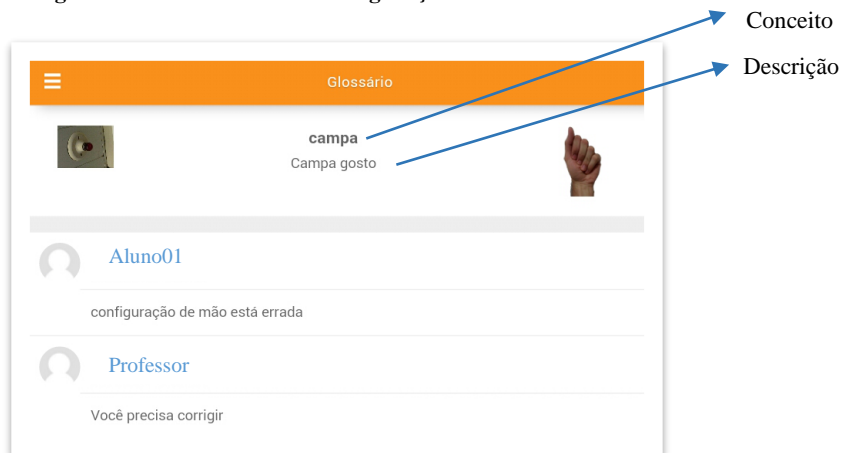 Conceito
Descrição
Glossário
campa
Campa gosto
Aluno01
configuração de mão está errada
Professor
Você precisa corrigir